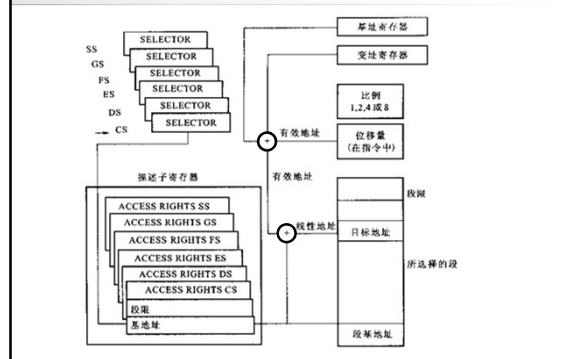 SELECTOR
SELECTOR
SELECTOR
SELECTOR
SELECTOR
SELECTOR
SS
GS
FS
ES
DS
CS
基址寄存器
变址寄存器
比例
1,2,4 或 8
位移量
(在指令中)
+
有效地址
有效地址
描述子寄存器
ACCESS RIGHTS SS
ACCESS RIGHTS GS
ACCESS RIGHTS FS
ACCESS RIGHTS ES
ACCESS RIGHTS DS
ACCESS RIGHTS CS
段限
基地址
+
线性地址
段限
目标地址
所选择的段
段基地址